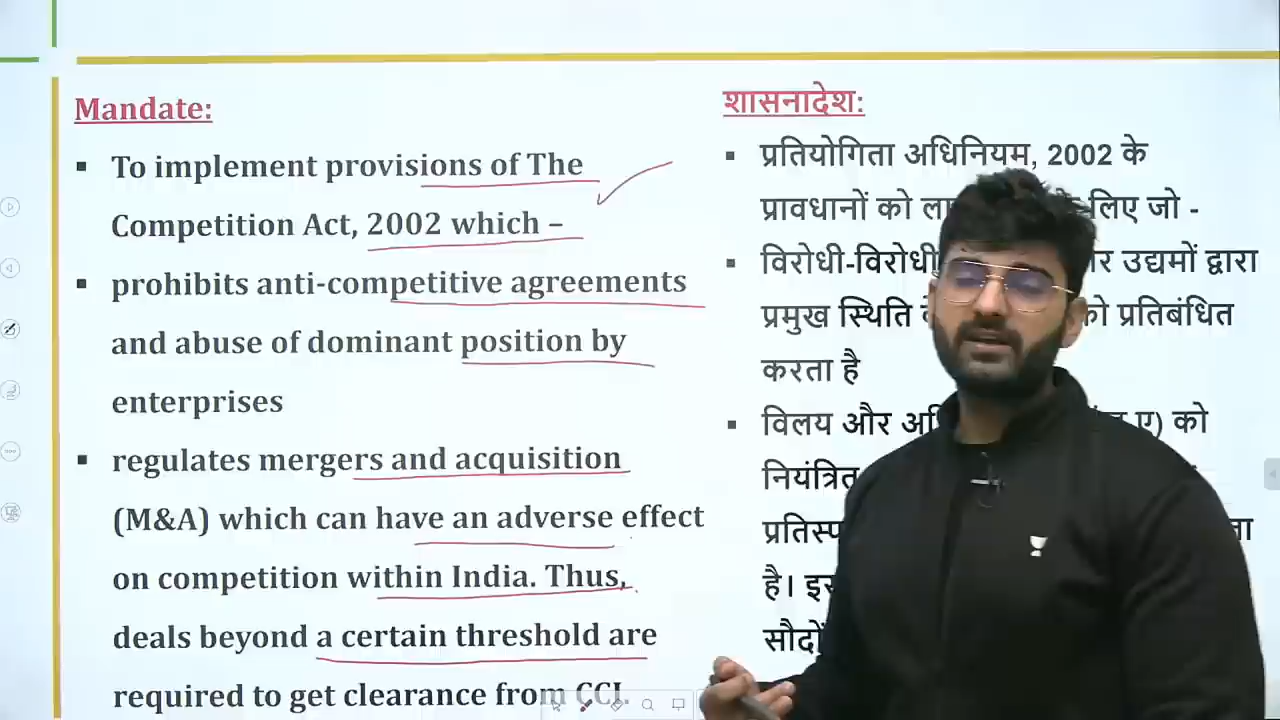 Mandate:
▪ To implement provisions of The
Competition Act, 2002 which –
▪ prohibits anti-competitive agreements
and abuse of dominant position by
enterprises
▪ regulates mergers and acquisition
(M&A) which can have an adverse effect
on competition within India. Thus,
deals beyond a certain threshold are
required to get clearance from CCI.
शासनादेश:
▪ प्रतियोगिता अधिनियम, 2002 के
प्रावधानों को लिए जो -
▪ विरोधी-विरोधी उद्यमों द्वारा
प्रमुख स्थिति को प्रतिबंधित
करता है
▪ विलय और ए) को
नियंत्रित
है।